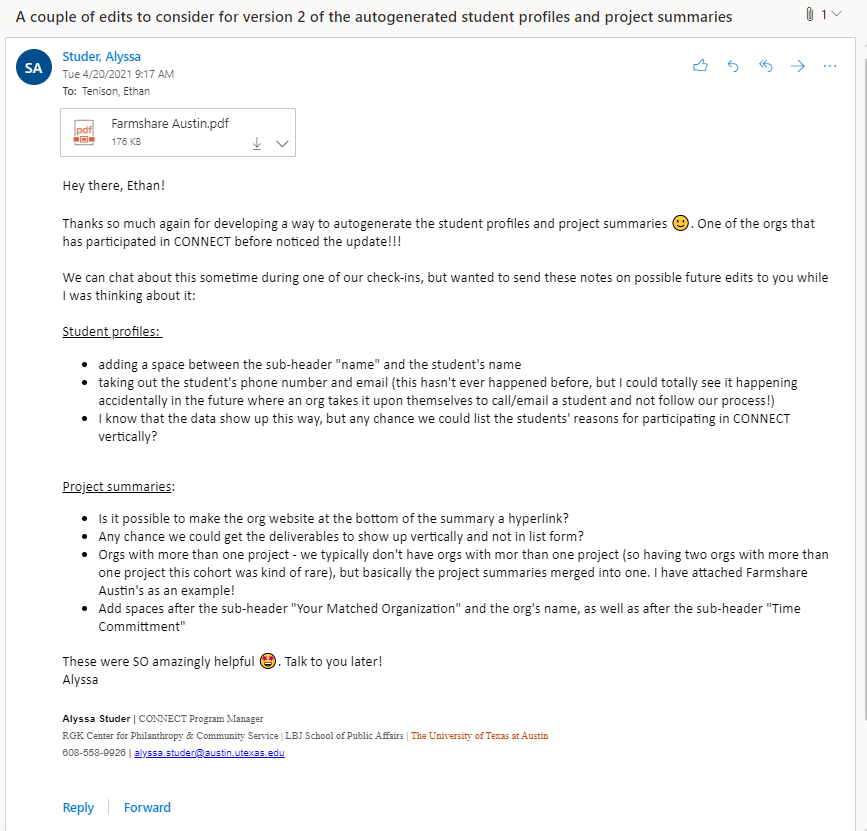 A couple of edits to consider for version 2 of the autogenerated student profiles and project summaries
1
SA
Studer, Alyssa
Tue 4/20/2021 9:17 AM
To: Tenison, Ethan
pdf
Farmshare Austin.pdf
176 KB
Hey there, Ethan!
Thanks so much again for developing a way to autogenerate the student profiles and project summaries 🙂. One of the orgs that
has participated in CONNECT before noticed the update!!!
We can chat about this sometime during one of our check-ins, but wanted to send these notes on possible future edits to you while
I was thinking about it:
Student profiles:
• adding a space between the sub-header "name" and the student's name
• taking out the student's phone number and email (this hasn't ever happened before, but I could totally see it happening
accidentally in the future where an org takes it upon themselves to call/email a student and not follow our process!)
• I know that the data show up this way, but any chance we could list the students' reasons for participating in CONNECT
vertically?
Project summaries:
• Is it possible to make the org website at the bottom of the summary a hyperlink?
• Any chance we could get the deliverables to show up vertically and not in list form?
• Orgs with more than one project - we typically don't have orgs with mor than one project (so having two orgs with more than
one project this cohort was kind of rare), but basically the project summaries merged into one. I have attached Farmshare
Austin's as an example!
• Add spaces after the sub-header "Your Matched Organization" and the org's name, as well as after the sub-header "Time
Committment"
These were SO amazingly helpful 🤩. Talk to you later!
Alyssa
Alyssa Studer | CONNECT Program Manager
RGK Center for Philanthropy & Community Service | LBJ School of Public Affairs | The University of Texas at Austin
608-558-9926 | alyssa.studer@austin.utexas.edu
Reply
Forward